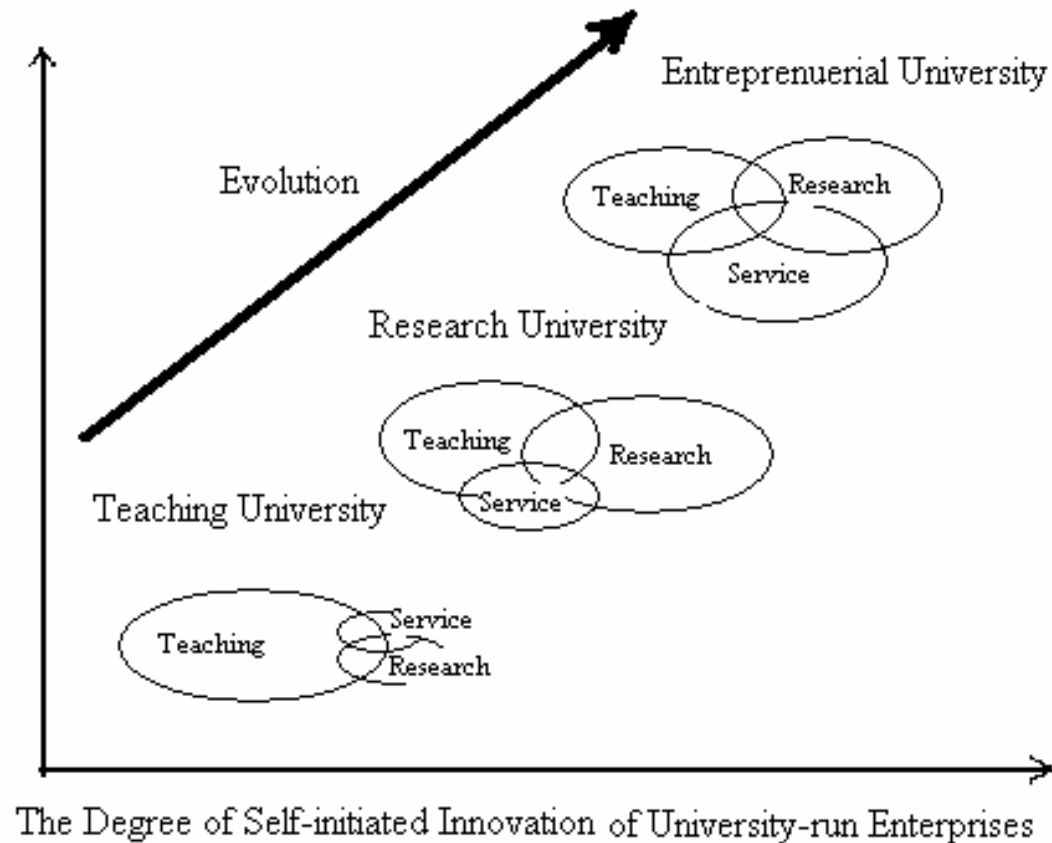 Entreprenuerial University
Evolution
Teaching
Research
Service
Research University
Teaching
Research
Service
Teaching University
Teaching
Service
Research
The Degree of Self-initiated Innovation of University-run Enterprises